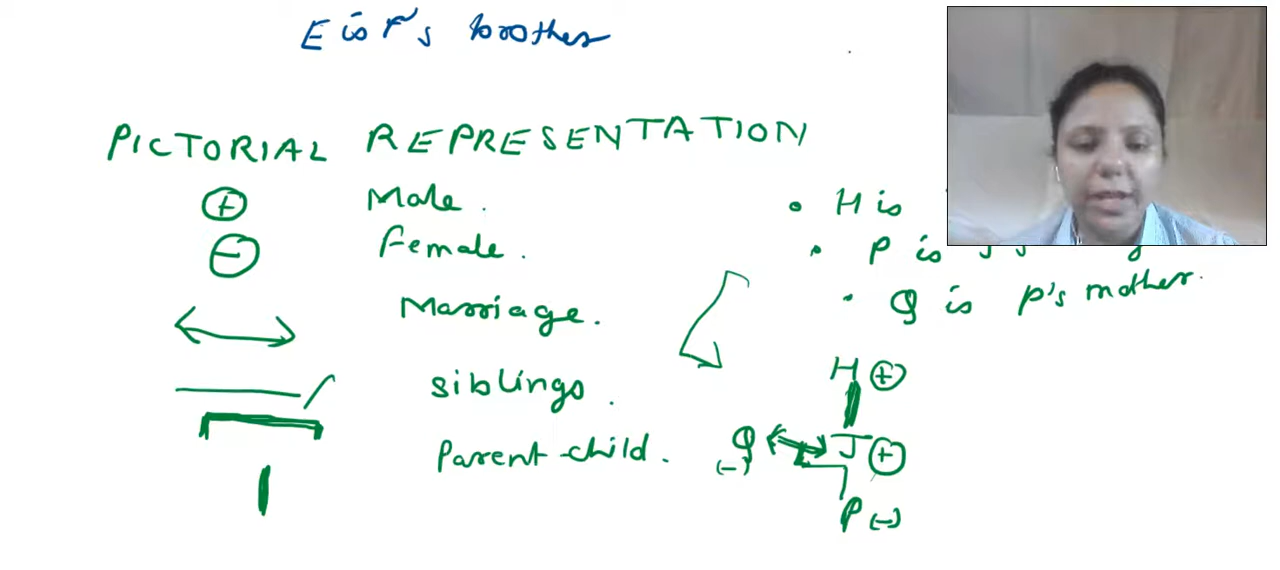 E is F's brother
PICTORIAL REPRESENTATION
+ Male.
- Female.
Marriage.
siblings.
Parent-child.
• H is
• P is
• Q is P's mother.
H +
Q (-) J +
P (-)